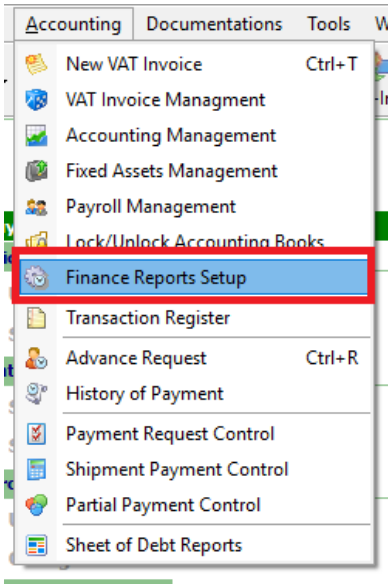 Accounting Documentations Tools
New VAT Invoice Ctrl+T
VAT Invoice Managment
Accounting Management
Fixed Assets Management
Payroll Management
Lock/Unlock Accounting Books
Finance Reports Setup
Transaction Register
Advance Request Ctrl+R
History of Payment
Payment Request Control
Shipment Payment Control
Partial Payment Control
Sheet of Debt Reports